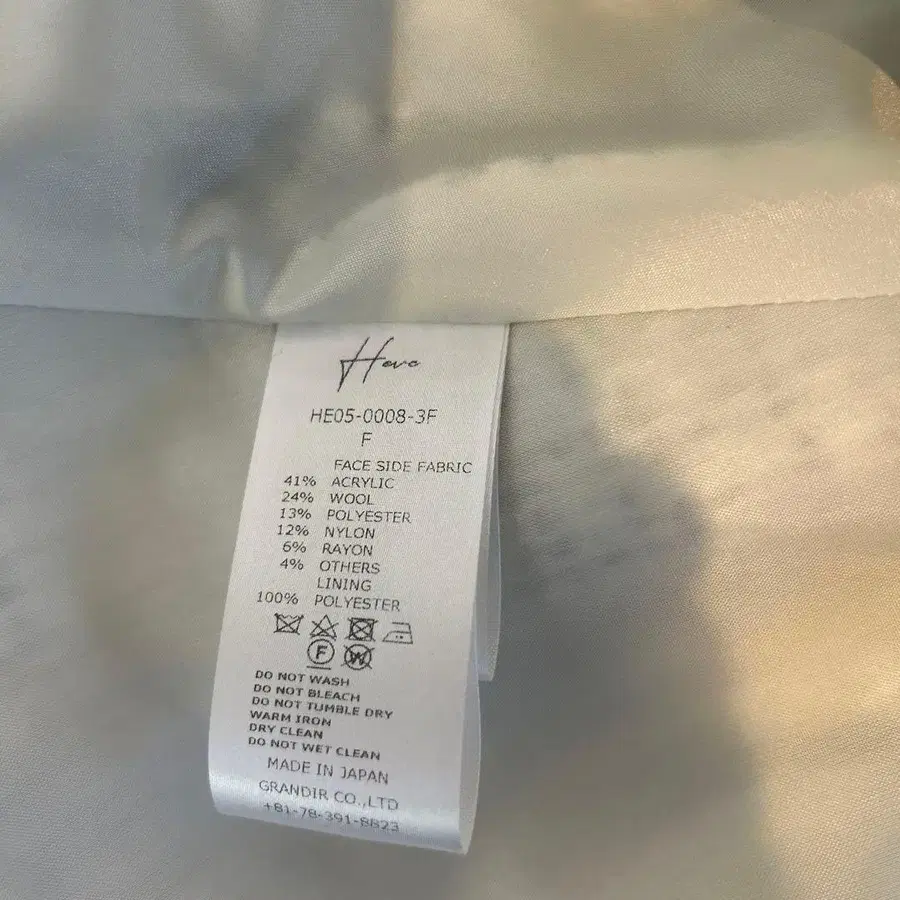 Heve
HE05-0008-3F
F
FACE SIDE FABRIC
41% ACRYLIC
24% WOOL
13% POLYESTER
12% NYLON
6% RAYON
4% OTHERS
LINING
100% POLYESTER
F W
DO NOT WASH
DO NOT BLEACH
DO NOT TUMBLE DRY
WARM IRON
DRY CLEAN
DO NOT WET CLEAN
MADE IN JAPAN
GRANDIR CO.,LTD
+81-78-391-8823